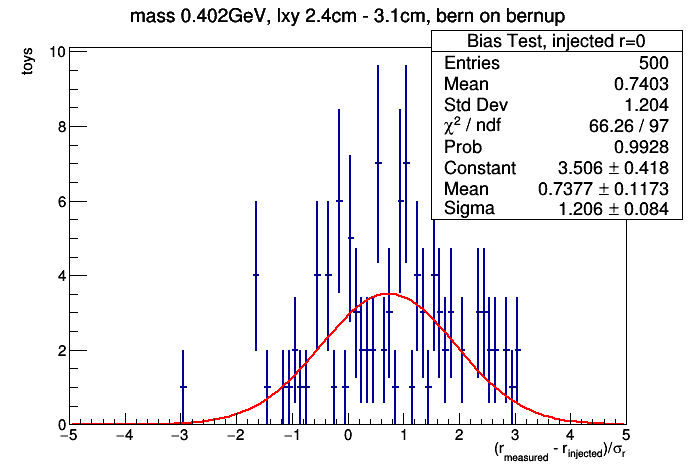 mass 0.402GeV, lxy 2.4cm - 3.1cm, bern on bernup
Bias Test, injected r=0
Entries 500
Mean 0.7403
Std Dev 1.204
χ² / ndf 66.26 / 97
Prob 0.9928
Constant 3.506 ± 0.418
Mean 0.7377 ± 0.1173
Sigma 1.206 ± 0.084
toys
10
8
6
4
2
0
−5 −4 −3 −2 −1 0 1 2 3 4 5
(r_measured - r_injected)/σ_r